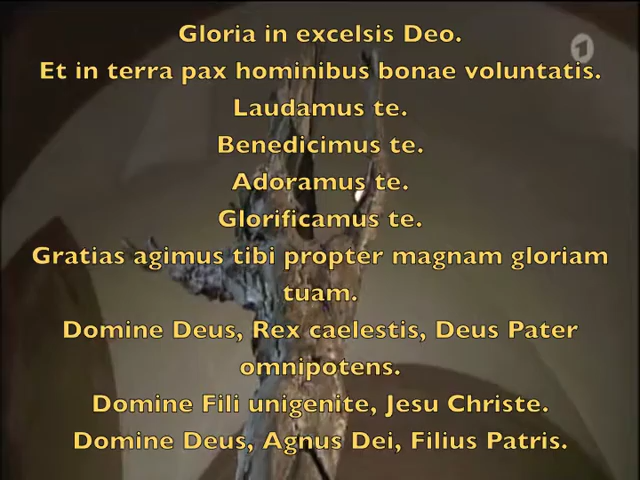 Gloria in excelsis Deo.
Et in terra pax hominibus bonae voluntatis.
Laudamus te.
Benedicimus te.
Adoramus te.
Glorificamus te.
Gratias agimus tibi propter magnam gloriam
tuam.
Domine Deus, Rex caelestis, Deus Pater
omnipotens.
Domine Fili unigenite, Jesu Christe.
Domine Deus, Agnus Dei, Filius Patris.
1